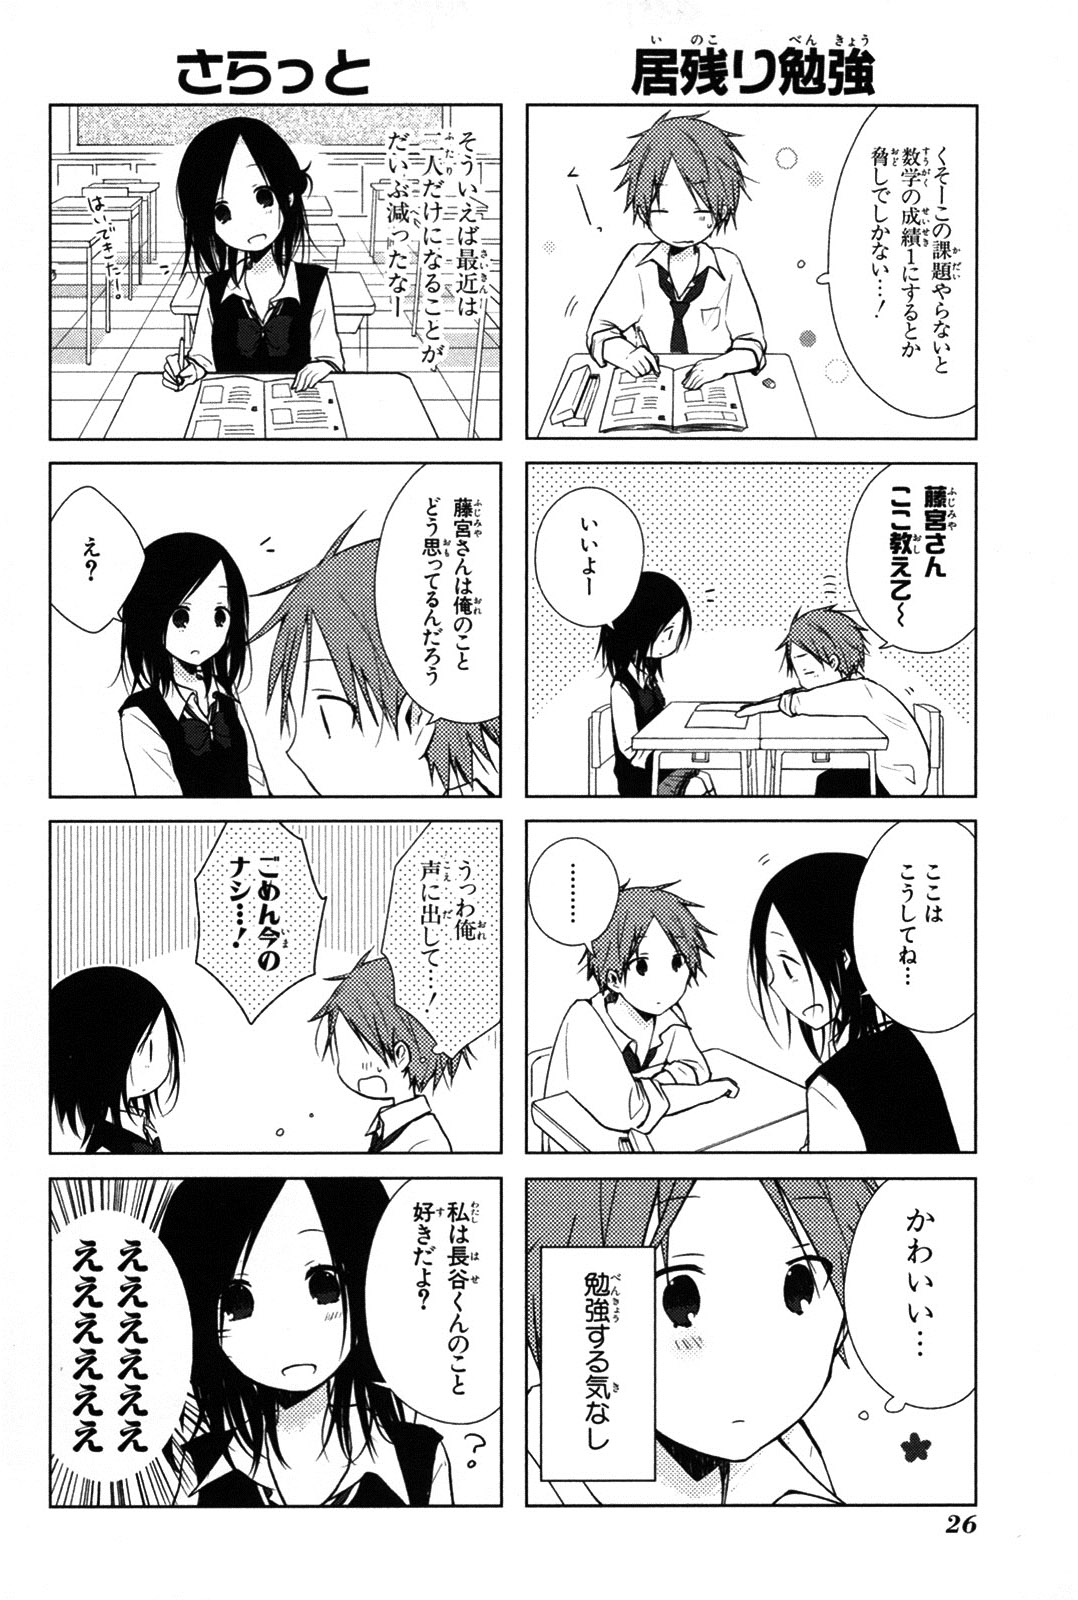 居残り勉強
くそーこの課題やらないと
数学の成績1にするとか
脅しでしかない…!
藤宮さん
ここ教えて～
いいよー
ここは
こうしてね…
………
かわいい…
勉強する気なし
さらっと
そういえば最近は
二人だけになることが
だいぶ減ったなー
はいできたー。
藤宮さんは俺のこと
どう思ってるんだろう
え?
うっわ俺
声に出して…!
ごめん今の
ナシ…!
私は長谷くんのこと
好きだよ?
?
ええええええ
ええええええ
26